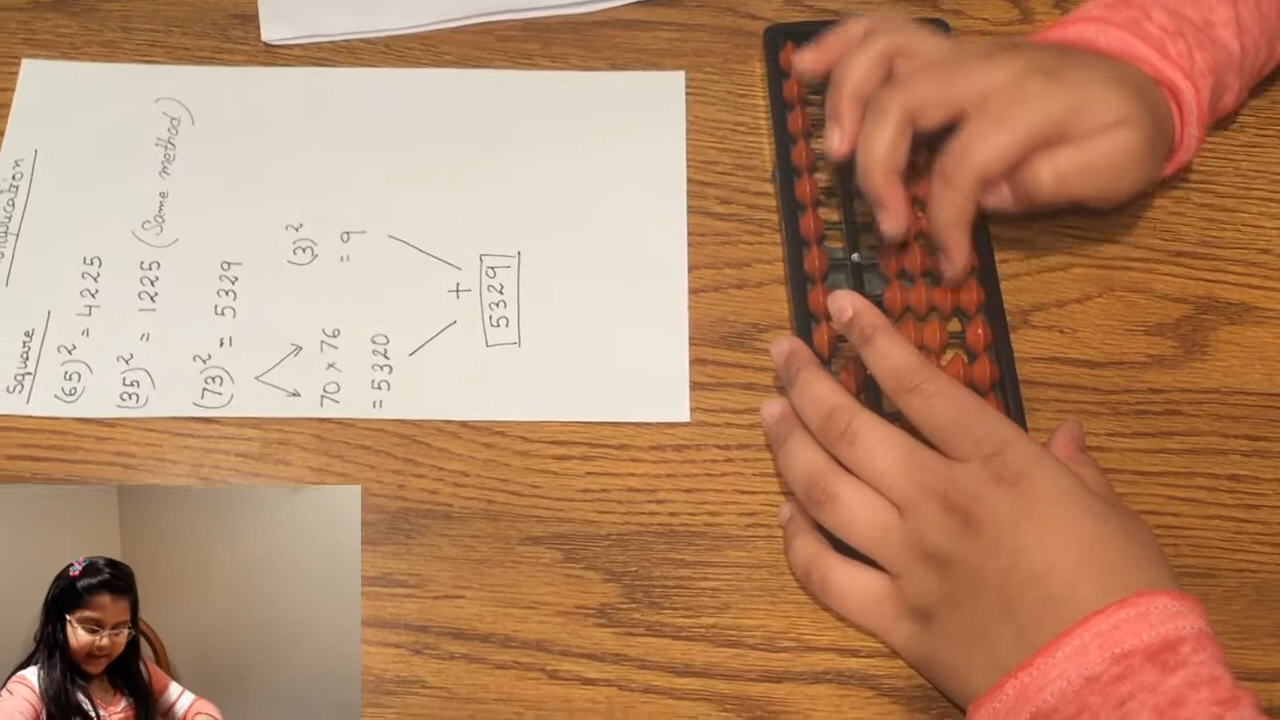 Square
(65)² = 4225
(35)² = 1225 (Same method)
(73)² = 5329
70 × 76 (3)²
= 5320 = 9
+
5329